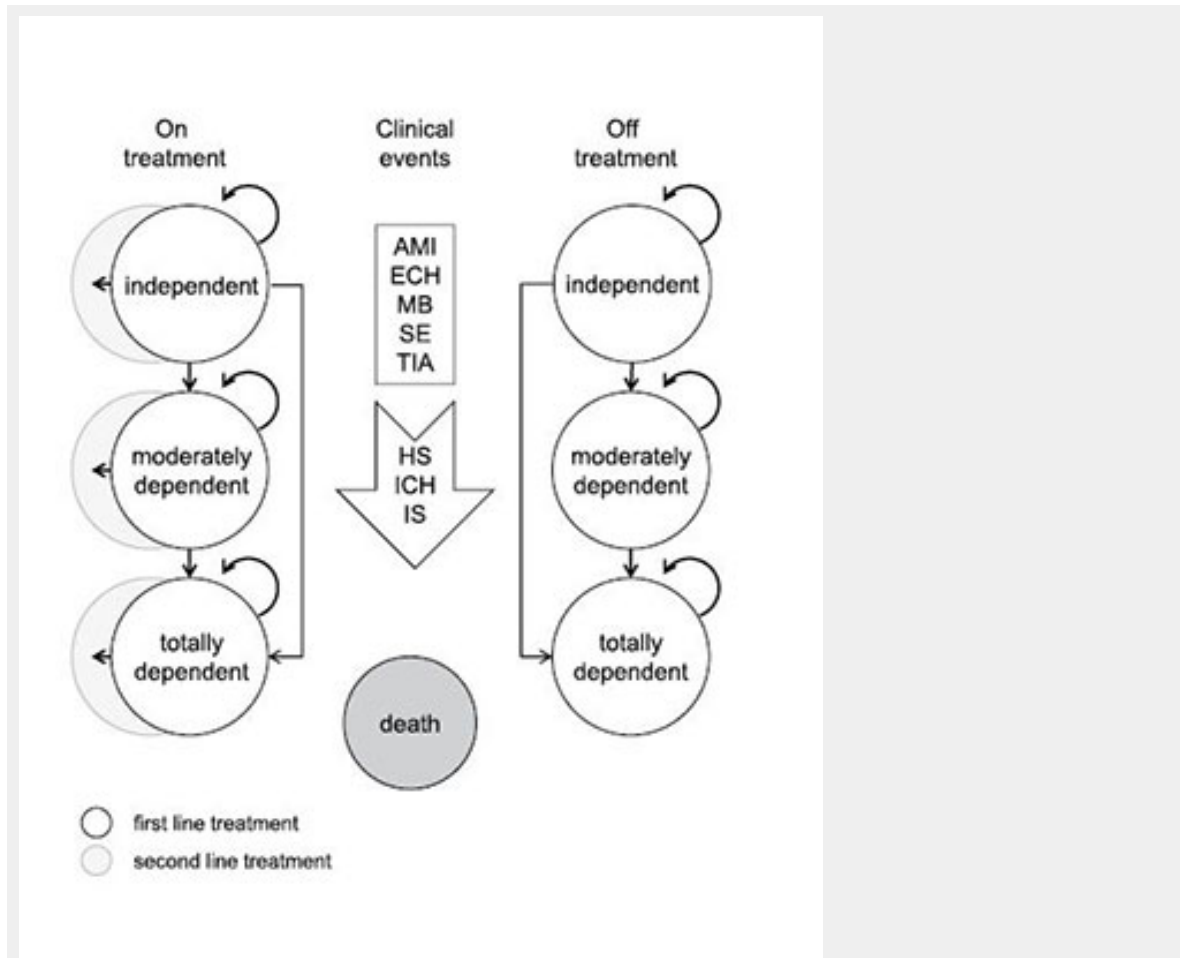 On
treatment
Clinical
events
Off
treatment
independent
AMI
ECH
MB
SE
TIA
independent
moderately
dependent
HS
ICH
IS
moderately
dependent
totally
dependent
death
totally
dependent
first line treatment
second line treatment